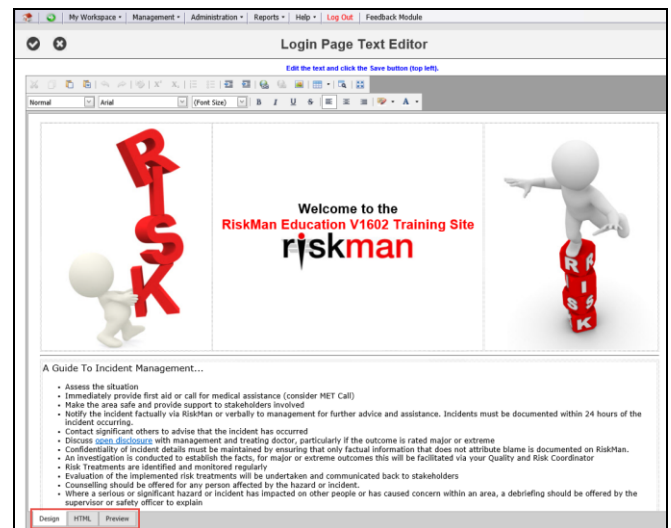 My Workspace Management Administration Reports Help Log Out Feedback Module
Login Page Text Editor
Edit the text and click the Save button (top left).
Normal Arial (Font Size) B I U S A
RISK
Welcome to the
RiskMan Education V1602 Training Site
riskman
RISK
A Guide To Incident Management...
• Assess the situation
• Immediately provide first aid or call for medical assistance (consider MET Call)
• Make the area safe and provide support to stakeholders involved
• Notify the incident factually via RiskMan or verbally to management for further advice and assistance. Incidents must be documented within 24 hours of the
incident occurring.
• Contact significant others to advise that the incident has occurred
• Discuss open disclosure with management and treating doctor, particularly if the outcome is rated major or extreme
• Confidentiality of incident details must be maintained by ensuring that only factual information that does not attribute blame is documented on RiskMan.
• An investigation is conducted to establish the facts, for major or extreme outcomes this will be facilitated via your Quality and Risk Coordinator
• Risk Treatments are identified and monitored regularly
• Evaluation of the implemented risk treatments will be undertaken and communicated back to stakeholders
• Counselling should be offered for any person affected by the hazard or incident.
• Where a serious or significant hazard or incident has impacted on other people or has caused concern within an area, a debriefing should be offered by the
supervisor or safety officer to explain
Design HTML Preview